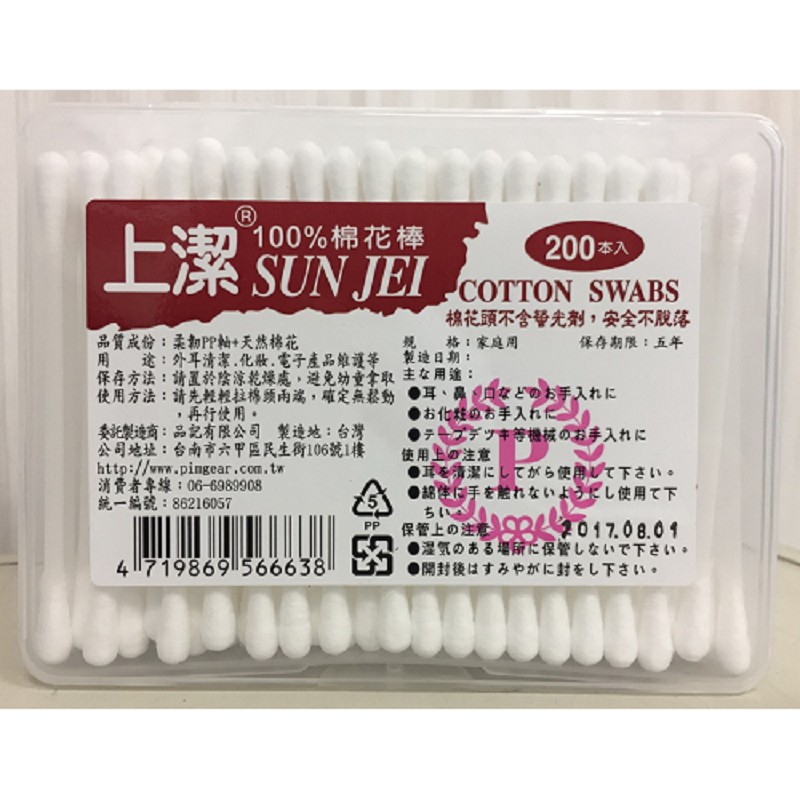 上潔®
100%棉花棒
SUN JEI
200本入
COTTON SWABS
棉花頭不含螢光劑，安全不脫落
品質成份：柔韌PP軸+天然棉花
用　　途：外耳清潔.化妝.電子產品維護等
保存方法：請置於陰涼乾燥處，避免幼童拿取
使用方法：請先輕輕拉棉頭兩端，確定無鬆動
，再行使用。
委託製造商：品記有限公司　製造地：台灣
公司地址：台南市六甲區民生街106號1樓
http://www.pimgear.com.tw
消費者專線：06-6989908
統一編號：86216057
4 719869 566638
5
PP
規　　格：家庭用　　保存期限：五年
製造日期：
主な用途：
●耳、鼻、口などのお手入れに
●お化粧のお手入れに
●テープデツキ等機械のお手入れに
使用上の注意
●耳を清潔にしてがら使用して下さい。
●綿体に手を触れないようにし使用て下
ちい。
保管上の注意
2017.08.01
●湿気のある場所に保管しないで下さい。
●開封後はすみやがに封をし下さい。
P